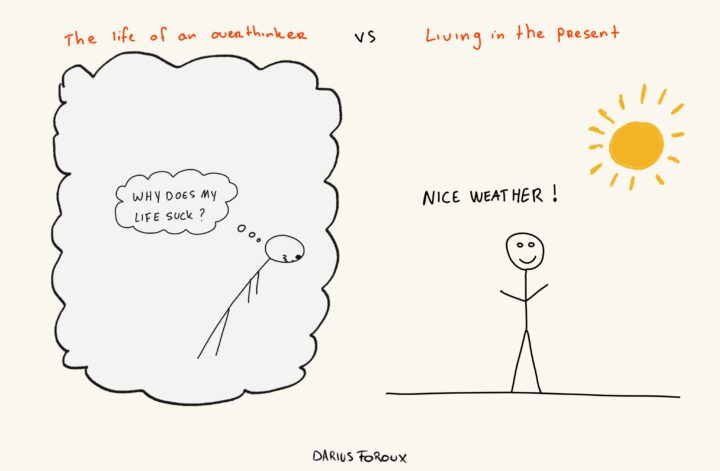 The life of an overthinker vs Living in the present
WHY DOES MY
LIFE SUCK ?
NICE WEATHER !
DARIUS FOROUX